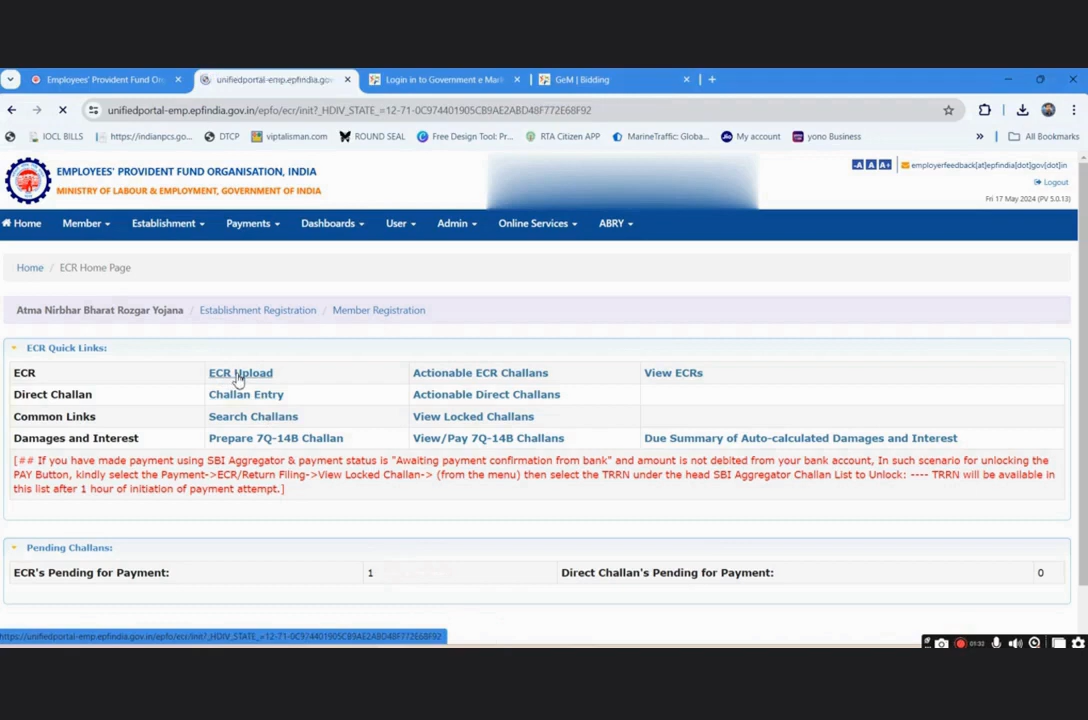 Employees' Provident Fund Or
unifiedportal-emp.epfindia.gov
Login in to Government e Mar
GeM | Bidding
unifiedportal-emp.epfindia.gov.in/epfo/ecr/init?_HDIV_STATE_=12-71-0C974401905CB9AE2ABD48F772E68F92
IOCL BILLS https://indianpcs.go... DTCP viptalisman.com ROUND SEAL Free Design Tool: Pr... RTA Citizen APP MarineTraffic: Globa... My account yono Business » All Bookmarks
EMPLOYEES' PROVIDENT FUND ORGANISATION, INDIA
MINISTRY OF LABOUR & EMPLOYMENT, GOVERNMENT OF INDIA
-A A A+ employerfeedback[at]epfindia[dot]gov[dot]in
Logout
Fri 17 May 2024 (PV 5.0.13)
Home Member Establishment Payments Dashboards User Admin Online Services ABRY
Home / ECR Home Page
Atma Nirbhar Bharat Rozgar Yojana / Establishment Registration / Member Registration
ECR Quick Links:
ECR ECR Upload Actionable ECR Challans View ECRs
Direct Challan Challan Entry Actionable Direct Challans
Common Links Search Challans View Locked Challans
Damages and Interest Prepare 7Q-14B Challan View/Pay 7Q-14B Challans Due Summary of Auto-calculated Damages and Interest
[## If you have made payment using SBI Aggregator & payment status is "Awaiting payment confirmation from bank" and amount is not debited from your bank account, In such scenario for unlocking the
PAY Button, kindly select the Payment->ECR/Return Filing->View Locked Challan-> (from the menu) then select the TRRN under the head SBI Aggregator Challan List to Unlock: ---- TRRN will be available in
this list after 1 hour of initiation of payment attempt.]
Pending Challans:
ECR's Pending for Payment: 1 Direct Challan's Pending for Payment: 0
https://unifiedportal-emp.epfindia.gov.in/epfo/ecr/init?_HDIV_STATE_=12-71-0C974401905CB9AE2ABD48F772E68F92
01:32